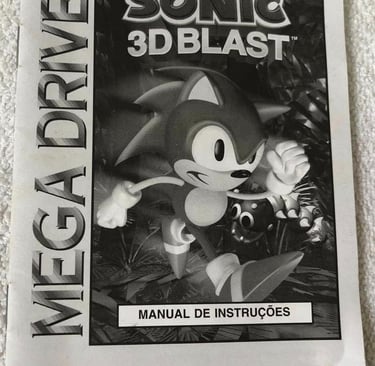 MEGA DRIVE
SONIC
3D BLAST™
MANUAL DE INSTRUÇÕES